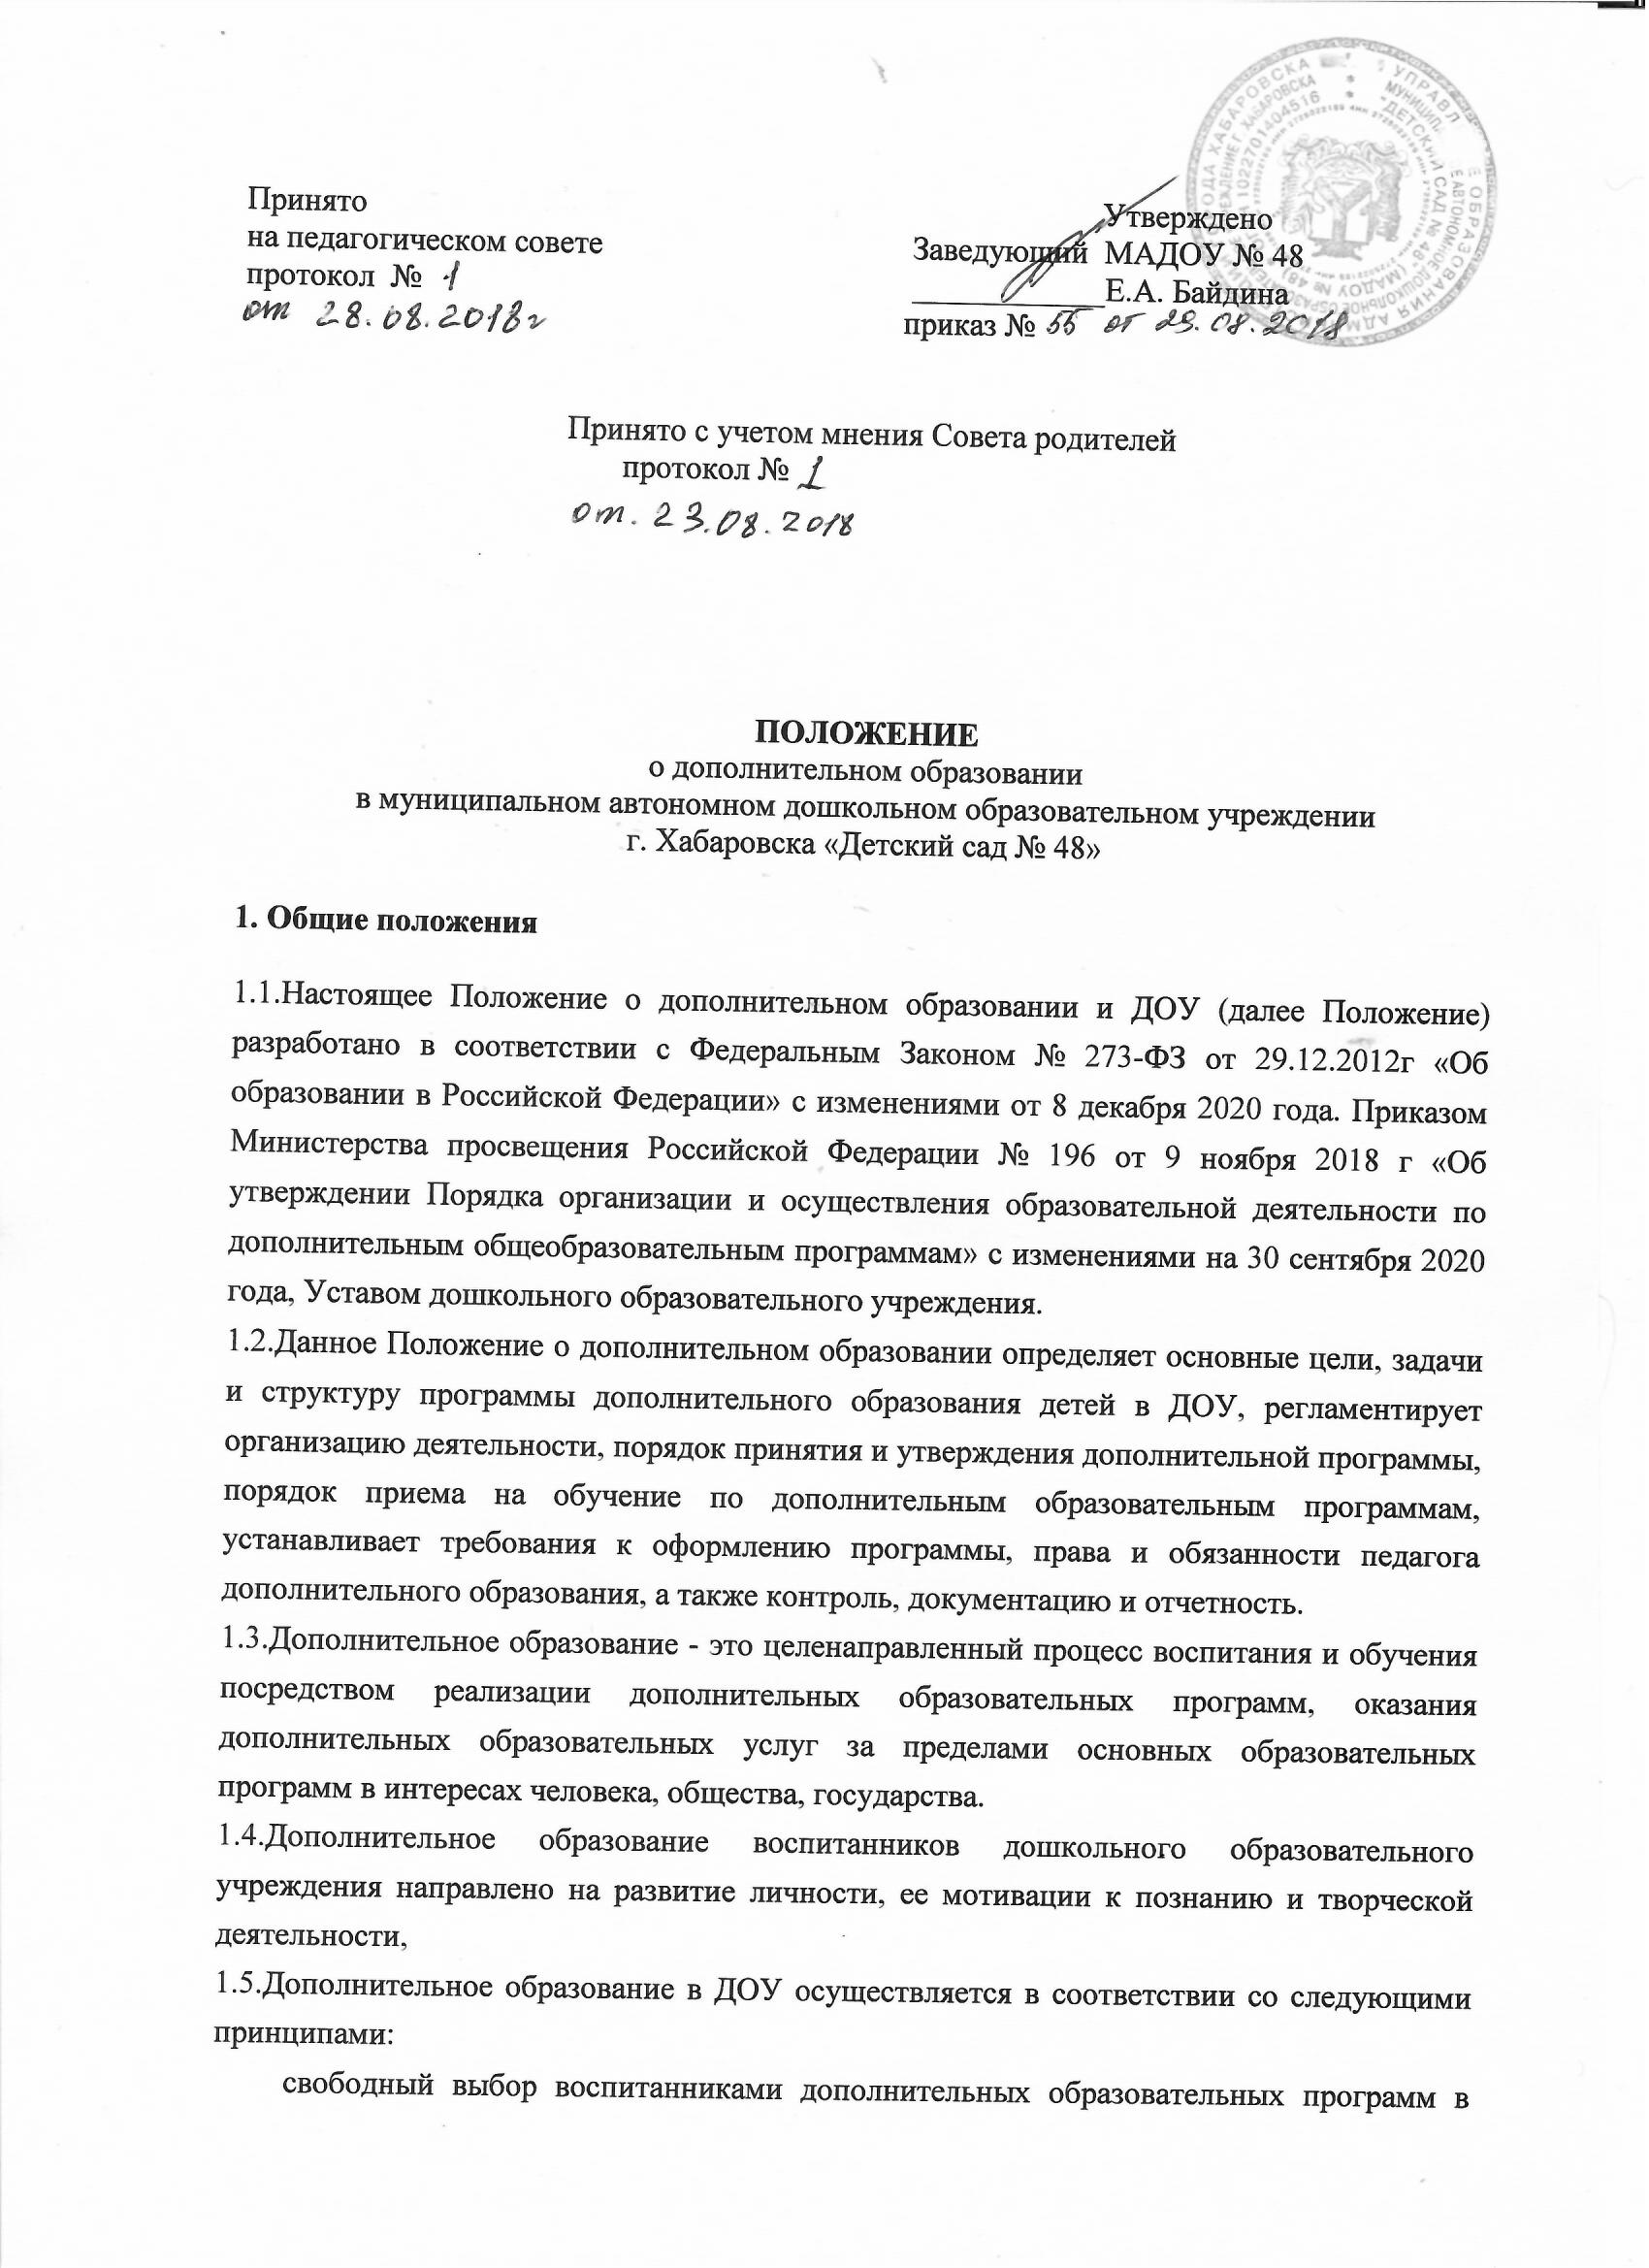 Принято
на педагогическом совете
протокол № 1
от 28.08.2018г
Утверждено
Заведующий МАДОУ № 48
____________Е.А. Байдина
приказ № 55 от 29.08.2018
Принято с учетом мнения Совета родителей
протокол № 1
от. 23.08.2018
ПОЛОЖЕНИЕ
о дополнительном образовании
в муниципальном автономном дошкольном образовательном учреждении
г. Хабаровска «Детский сад № 48»
1. Общие положения
1.1.Настоящее Положение о дополнительном образовании и ДОУ (далее Положение)
разработано в соответствии с Федеральным Законом № 273-ФЗ от 29.12.2012г «Об
образовании в Российской Федерации» с изменениями от 8 декабря 2020 года. Приказом
Министерства просвещения Российской Федерации № 196 от 9 ноября 2018 г «Об
утверждении Порядка организации и осуществления образовательной деятельности по
дополнительным общеобразовательным программам» с изменениями на 30 сентября 2020
года, Уставом дошкольного образовательного учреждения.
1.2.Данное Положение о дополнительном образовании определяет основные цели, задачи
и структуру программы дополнительного образования детей в ДОУ, регламентирует
организацию деятельности, порядок принятия и утверждения дополнительной программы,
порядок приема на обучение по дополнительным образовательным программам,
устанавливает требования к оформлению программы, права и обязанности педагога
дополнительного образования, а также контроль, документацию и отчетность.
1.3.Дополнительное образование - это целенаправленный процесс воспитания и обучения
посредством реализации дополнительных образовательных программ, оказания
дополнительных образовательных услуг за пределами основных образовательных
программ в интересах человека, общества, государства.
1.4.Дополнительное образование воспитанников дошкольного образовательного
учреждения направлено на развитие личности, ее мотивации к познанию и творческой
деятельности,
1.5.Дополнительное образование в ДОУ осуществляется в соответствии со следующими
принципами:
свободный выбор воспитанниками дополнительных образовательных программ в